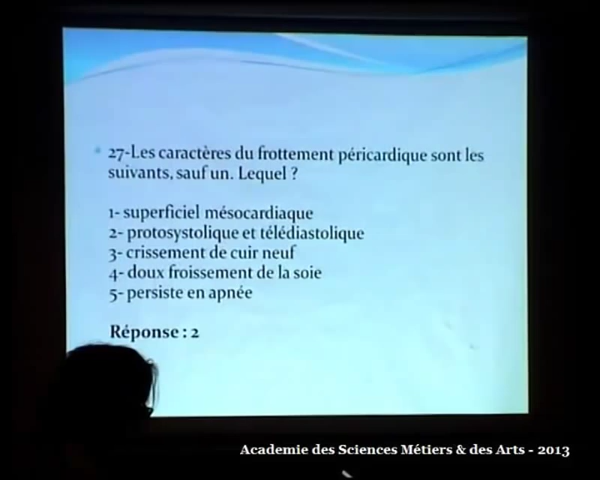 27-Les caractères du frottement péricardique sont les
suivants, sauf un. Lequel ?
1- superficiel mésocardiaque
2- protosystolique et télédiastolique
3- crissement de cuir neuf
4- doux froissement de la soie
5- persiste en apnée
Réponse : 2
Academie des Sciences Métiers & des Arts - 2013